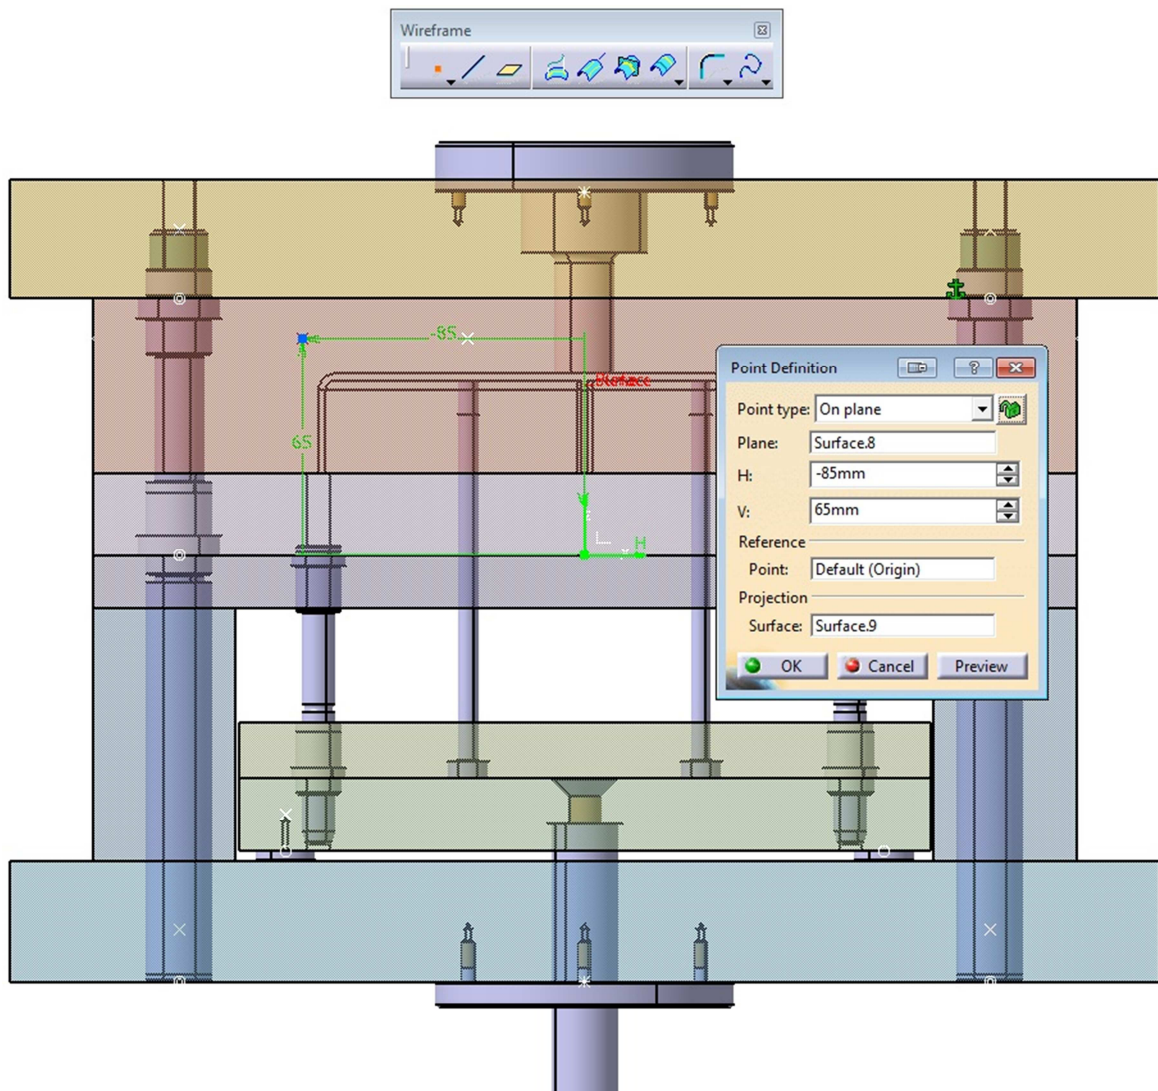 Wireframe
-85
65
H
Point Definition
?
Point type: On plane
Plane: Surface.8
H: -85mm
V: 65mm
Reference
Point: Default (Origin)
Projection
Surface: Surface.9
OK Cancel Preview